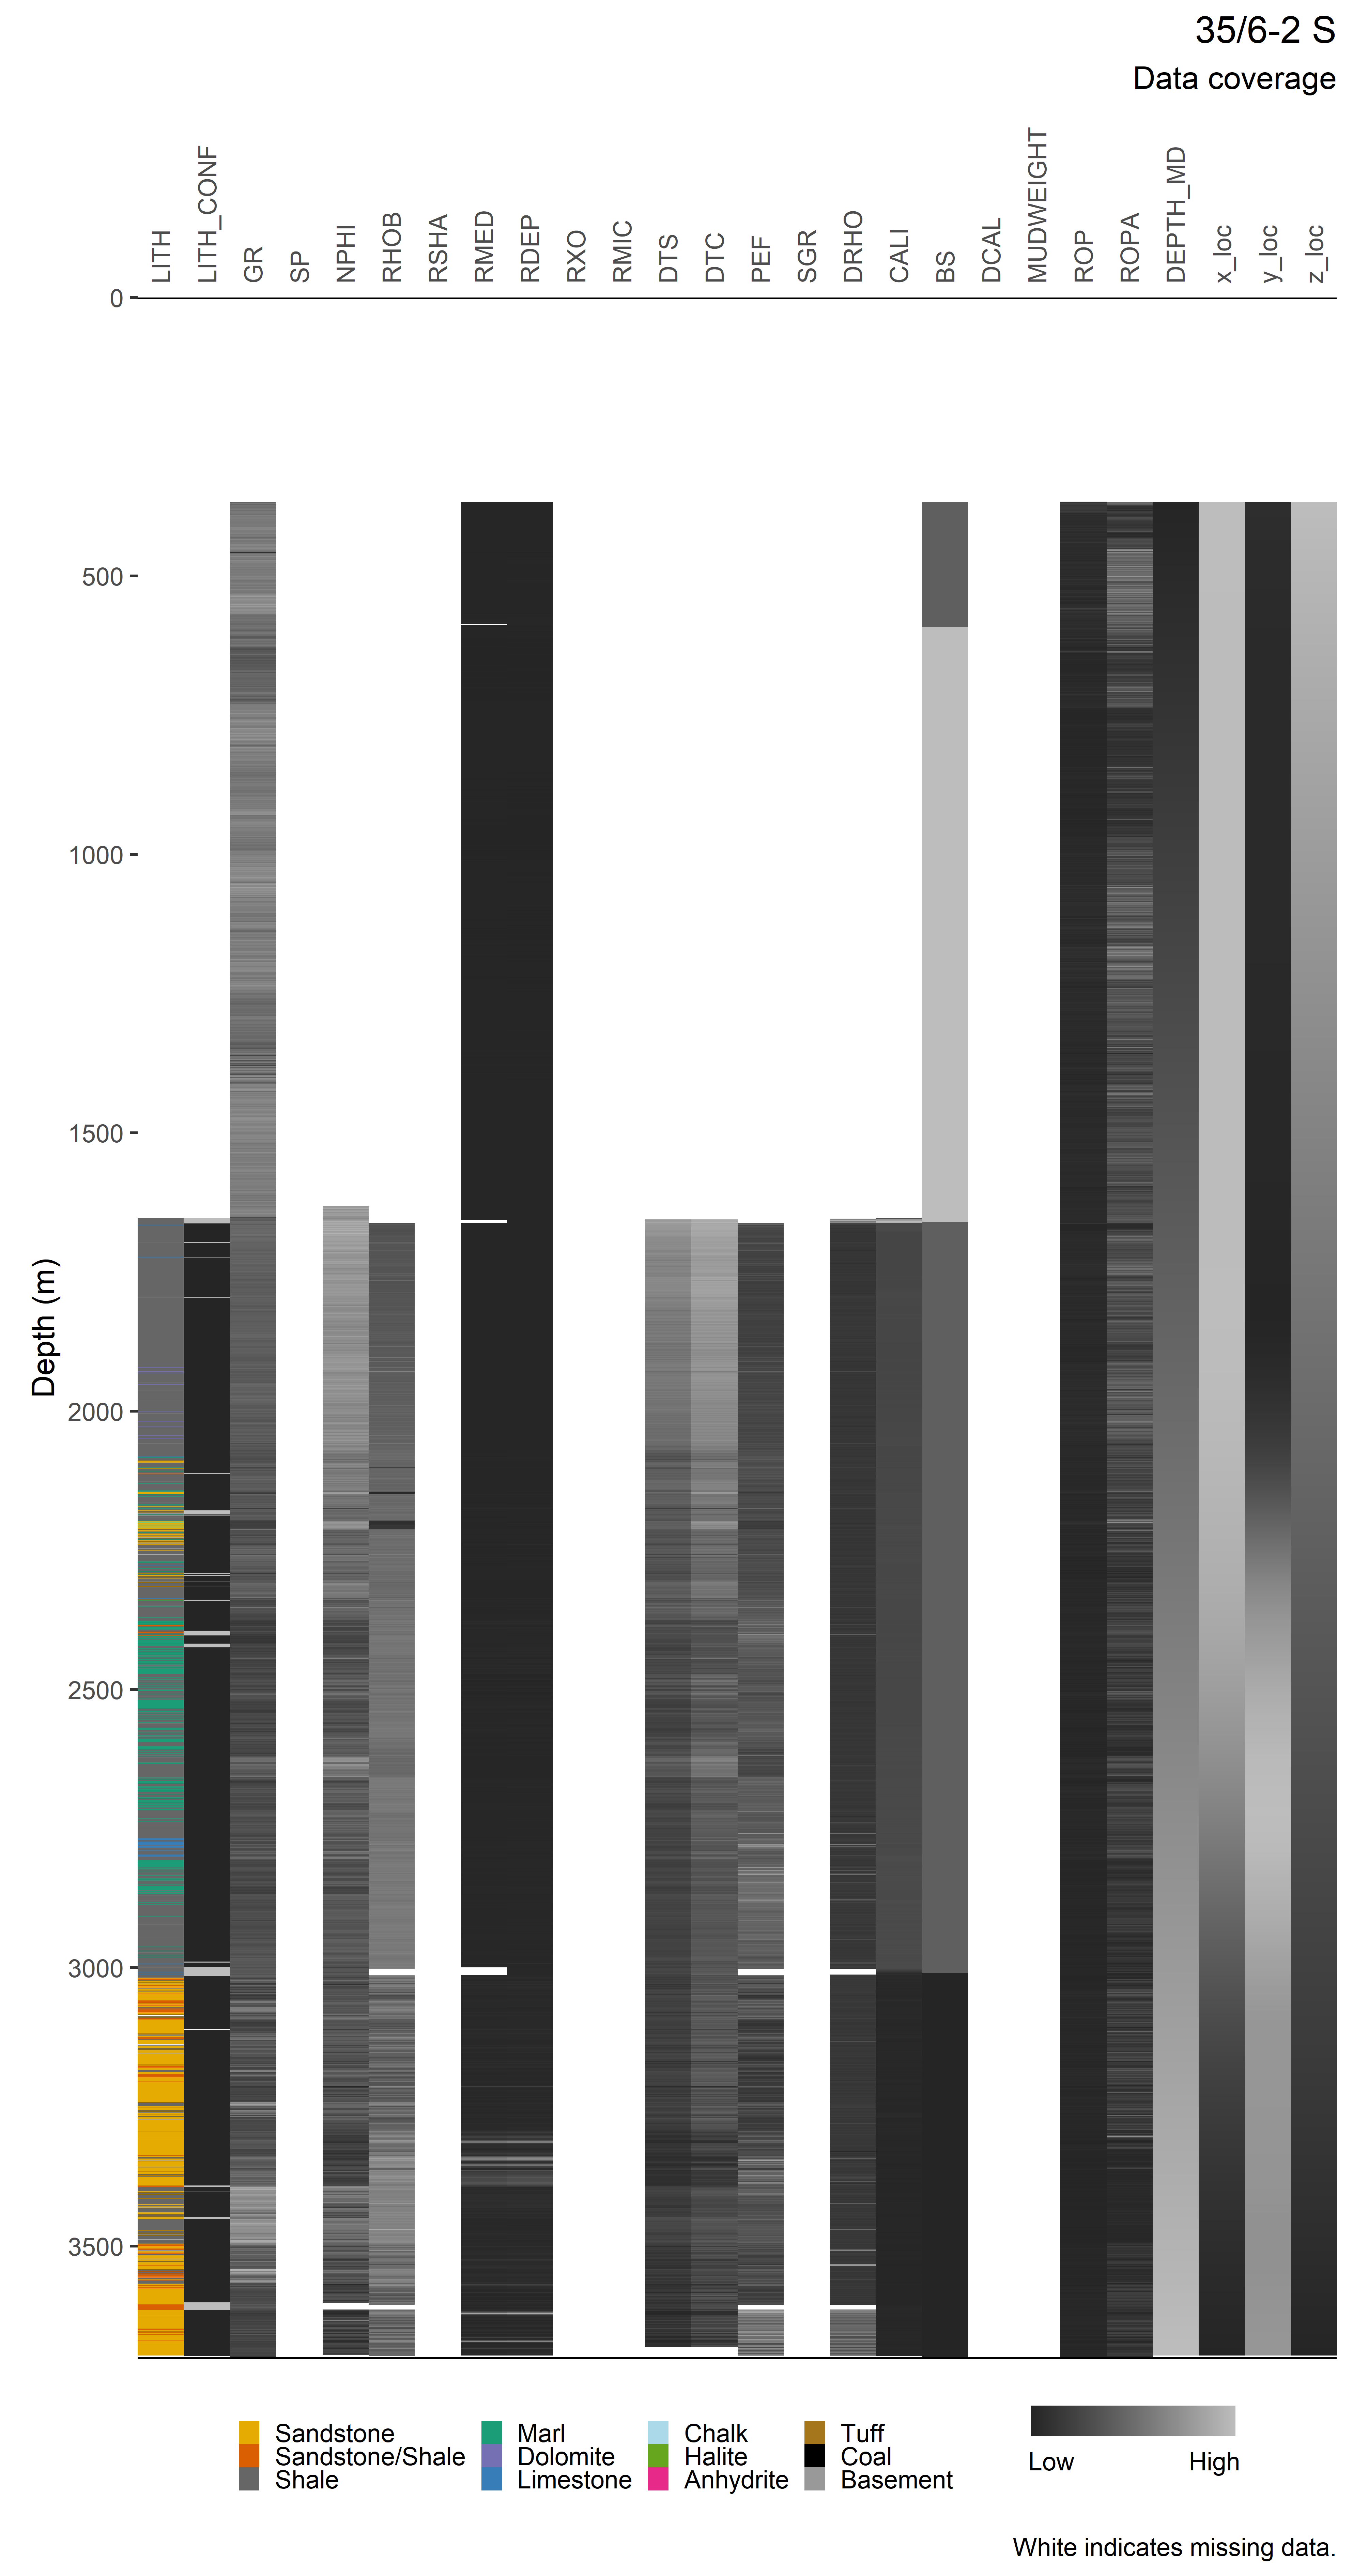 35/6-2 S
Data coverage
LITH
LITH_CONF
GR
SP
NPHI
RHOB
RSHA
RMED
RDEP
RXO
RMIC
DTS
DTC
PEF
SGR
DRHO
CALI
BS
DCAL
MUDWEIGHT
ROP
ROPA
DEPTH_MD
x_loc
y_loc
z_loc
0
500
1000
1500
2000
2500
3000
3500
Depth (m)
Sandstone
Sandstone/Shale
Shale
Marl
Dolomite
Limestone
Chalk
Halite
Anhydrite
Tuff
Coal
Basement
Low High
White indicates missing data.